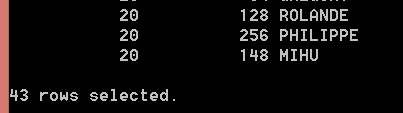 20 128 ROLANDE
20 256 PHILIPPE
20 148 MIHU
43 rows selected.